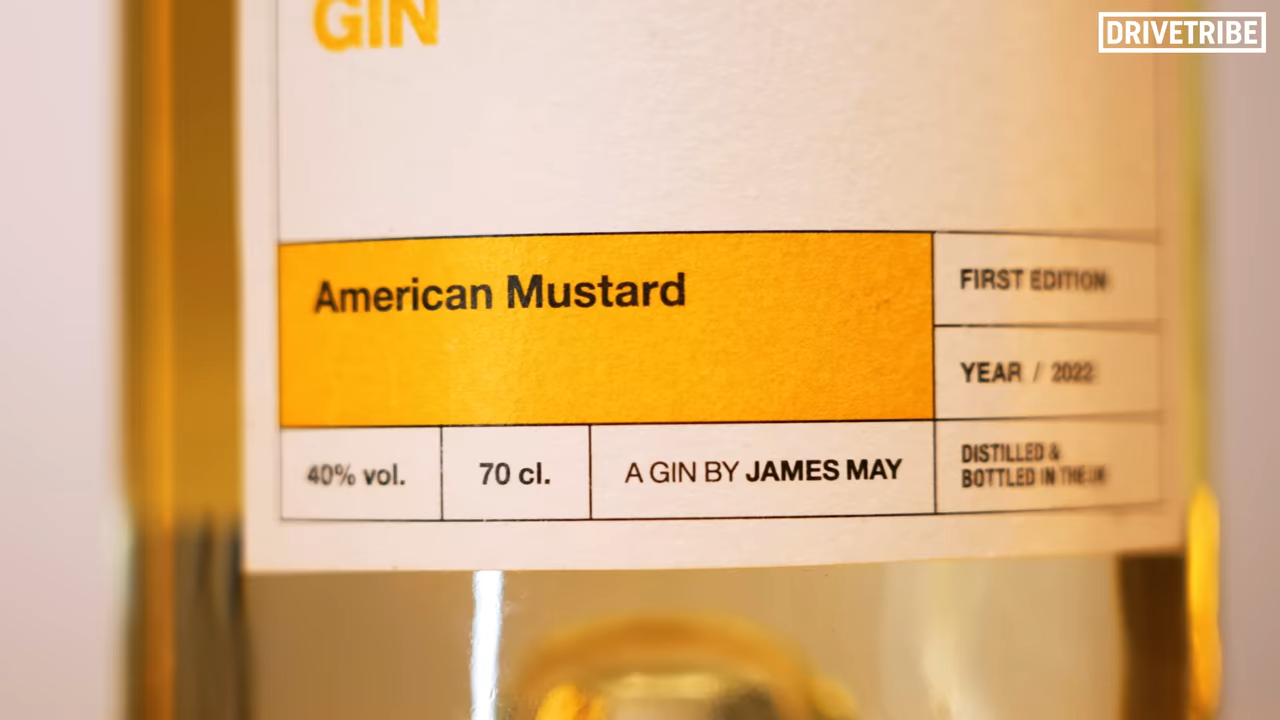 DRIVETRIBE
GIN
American Mustard
FIRST EDITION
YEAR / 2022
40% vol.
70 cl.
A GIN BY JAMES MAY
DISTILLED &
BOTTLED IN THE UK